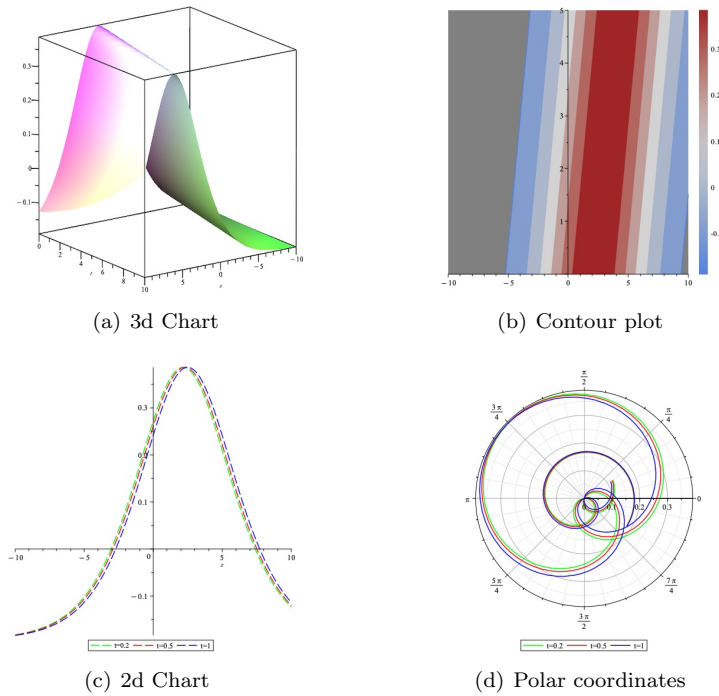 0.3
0.2
0.1
0
−0.1
0
2
4
6
8
10
t
10
5
0
−5
−10
x
(a) 3d Chart
5
4
3
2
1
−10
−5
0
5
10
0.3
0.2
0.1
0
−0.
(b) Contour plot
0.3
0.2
0.1
−0.1
−10
−5
0
5
10
x
t=0.2
t=0.5
t=1
(c) 2d Chart
π/2
3π/4
π/4
π
0
0.1
0.2
0.3
0
5π/4
7π/4
3π/2
t=0.2
t=0.5
t=1
(d) Polar coordinates